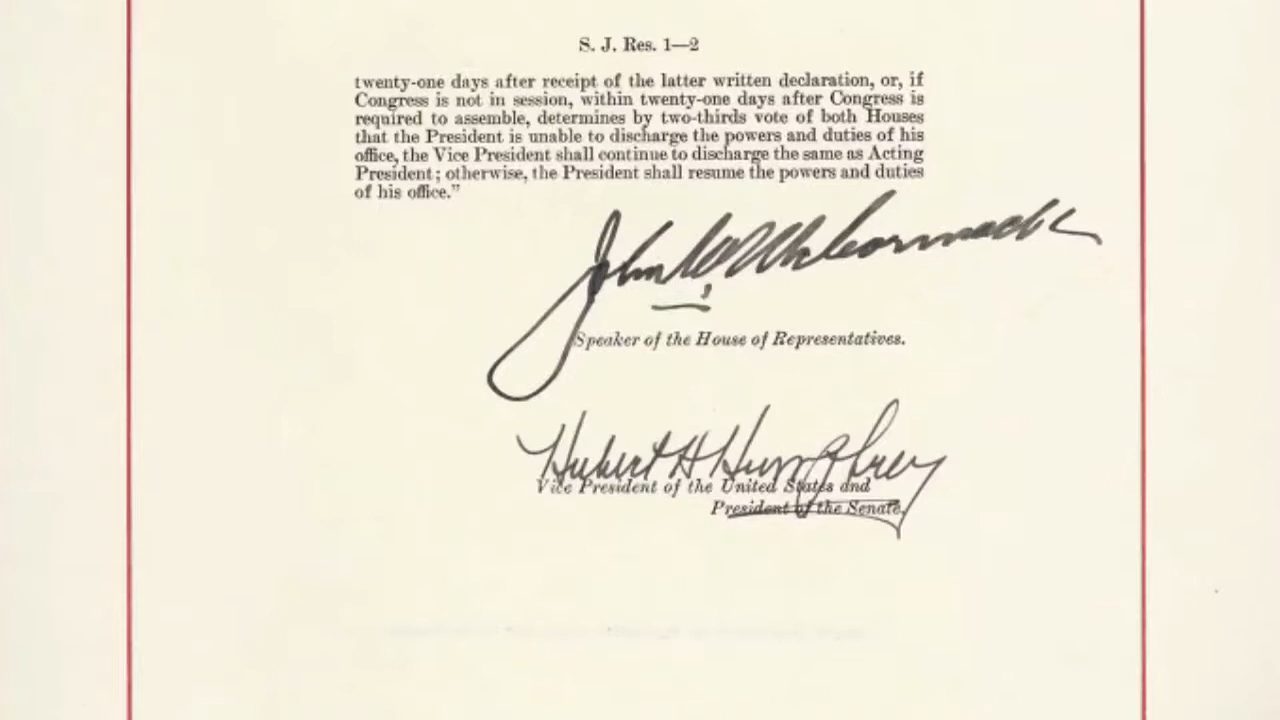 S. J. Res. 1—2
twenty-one days after receipt of the latter written declaration, or, if
Congress is not in session, within twenty-one days after Congress is
required to assemble, determines by two-thirds vote of both Houses
that the President is unable to discharge the powers and duties of his
office, the Vice President shall continue to discharge the same as Acting
President; otherwise, the President shall resume the powers and duties
of his office.”
John W. McCormack
Speaker of the House of Representatives.
Hubert H Humphrey
Vice President of the United States and
President of the Senate.